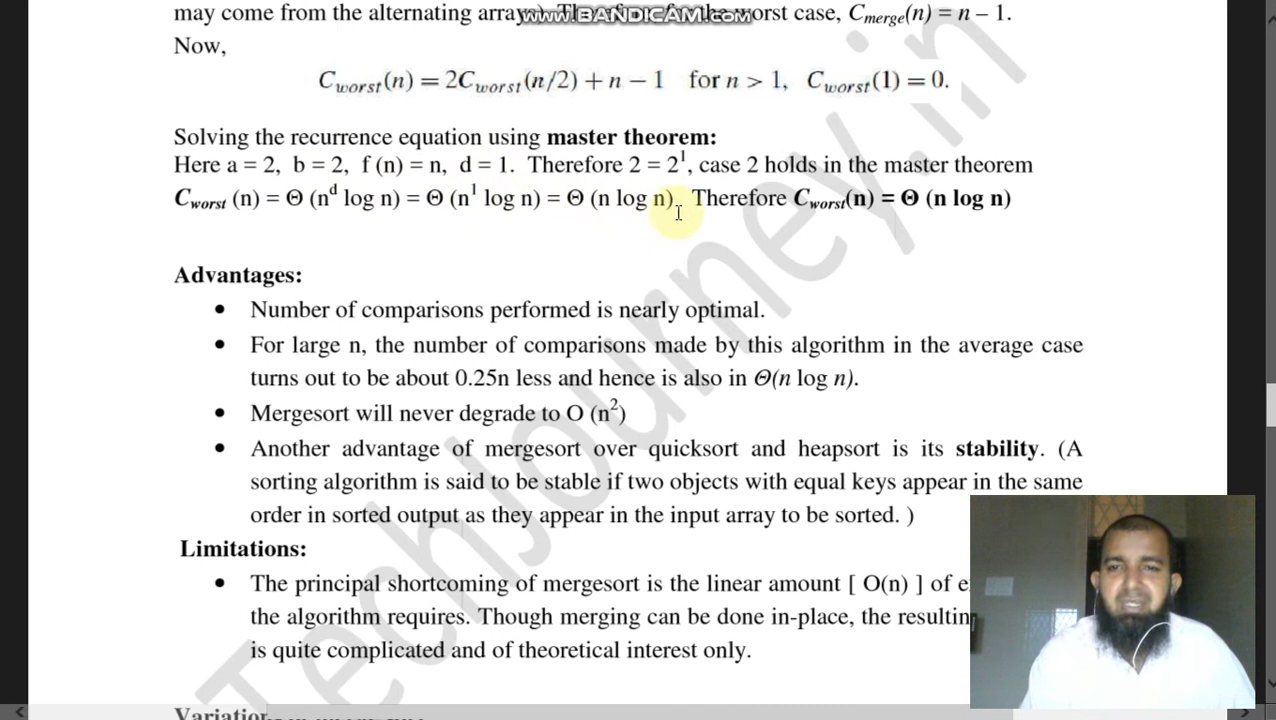 may come from the alternating arrays). Therefore, for the worst case, Cmerge(n) = n – 1.
www.BANDICAM.com
Now,
Cworst(n) = 2Cworst(n/2) + n − 1 for n > 1, Cworst(1) = 0.
Solving the recurrence equation using master theorem:
Here a = 2, b = 2, f (n) = n, d = 1. Therefore 2 = 2¹, case 2 holds in the master theorem
Cworst (n) = Θ (nᵈ log n) = Θ (n¹ log n) = Θ (n log n). Therefore Cworst(n) = Θ (n log n)
Advantages:
• Number of comparisons performed is nearly optimal.
• For large n, the number of comparisons made by this algorithm in the average case
turns out to be about 0.25n less and hence is also in Θ(n log n).
• Mergesort will never degrade to O (n²)
• Another advantage of mergesort over quicksort and heapsort is its stability. (A
sorting algorithm is said to be stable if two objects with equal keys appear in the same
order in sorted output as they appear in the input array to be sorted. )
Limitations:
• The principal shortcoming of mergesort is the linear amount [ O(n) ] of e
the algorithm requires. Though merging can be done in-place, the resultin
is quite complicated and of theoretical interest only.
TechJourney.in